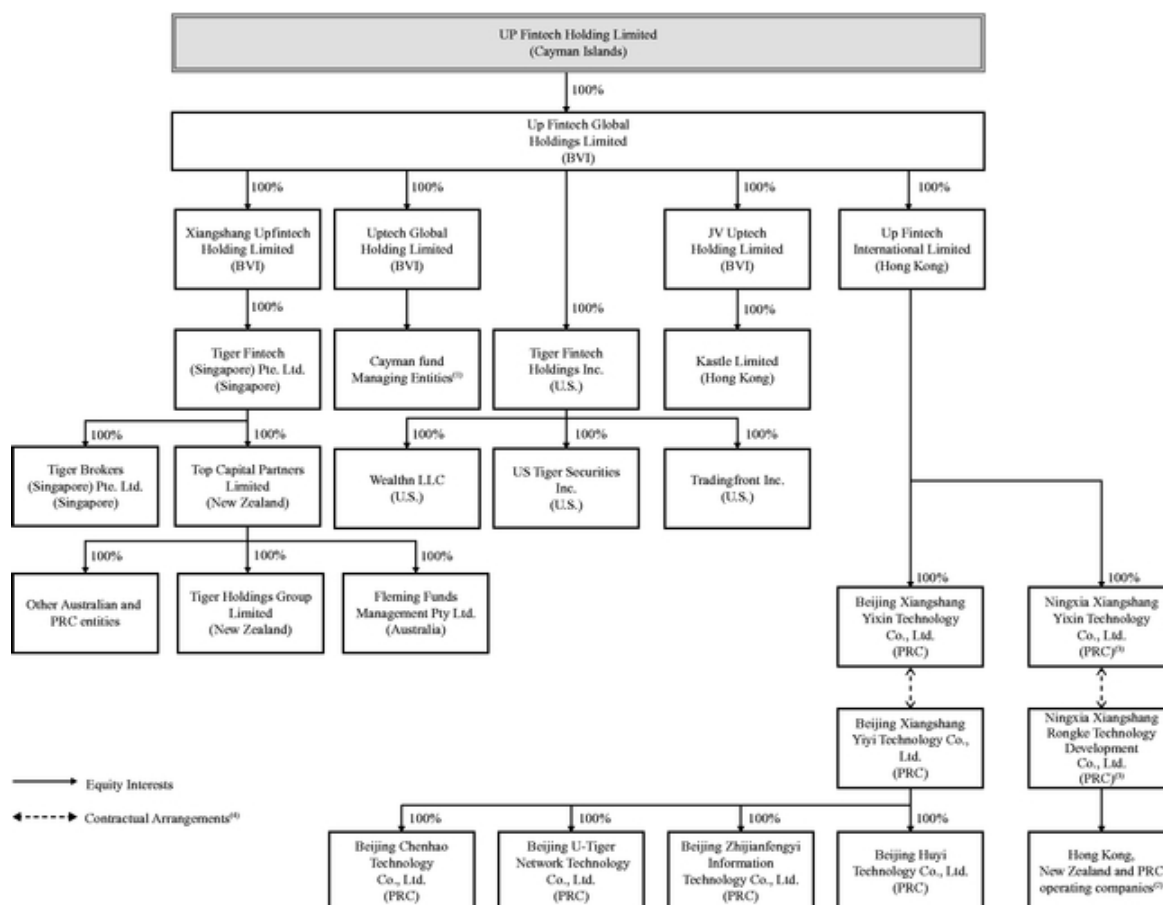 UP Fintech Holding Limited
(Cayman Islands)
100%
Up Fintech Global
Holdings Limited
(BVI)
100%
100%
100%
100%
Xiangshang Upfintech
Holding Limited
(BVI)
Uptech Global
Holding Limited
(BVI)
JV Uptech
Holding Limited
(BVI)
Up Fintech
International Limited
(Hong Kong)
100%
100%
100%
100%
Tiger Fintech
(Singapore) Pte. Ltd.
(Singapore)
Cayman fund
Managing Entities(5)
Tiger Fintech
Holdings Inc.
(U.S.)
Kastle Limited
(Hong Kong)
100%
100%
100%
100%
100%
Tiger Brokers
(Singapore) Pte. Ltd.
(Singapore)
Top Capital Partners
Limited
(New Zealand)
Wealthn LLC
(U.S.)
US Tiger Securities
Inc.
(U.S.)
Tradingfront Inc.
(U.S.)
100%
100%
100%
Other Australian and
PRC entities
Tiger Holdings Group
Limited
(New Zealand)
Fleming Funds
Management Pty Ltd.
(Australia)
100%
100%
Beijing Xiangshang
Yixin Technology
Co., Ltd.
(PRC)
Ningxia Xiangshang
Yixin Technology
Co., Ltd.
(PRC)(3)
Beijing Xiangshang
Yiyi Technology Co.,
Ltd.
(PRC)
Ningxia Xiangshang
Rongke Technology
Development
Co., Ltd.
(PRC)(3)
Equity Interests
Contractual Arrangements(4)
100%
100%
100%
100%
100%
Beijing Chenhao
Technology
Co., Ltd.
(PRC)
Beijing U-Tiger
Network Technology
Co., Ltd.
(PRC)
Beijing Zhijianfengyi
Information
Technology Co., Ltd.
(PRC)
Beijing Huyi
Technology Co., Ltd.
(PRC)
Hong Kong,
New Zealand and PRC
operating companies(2)